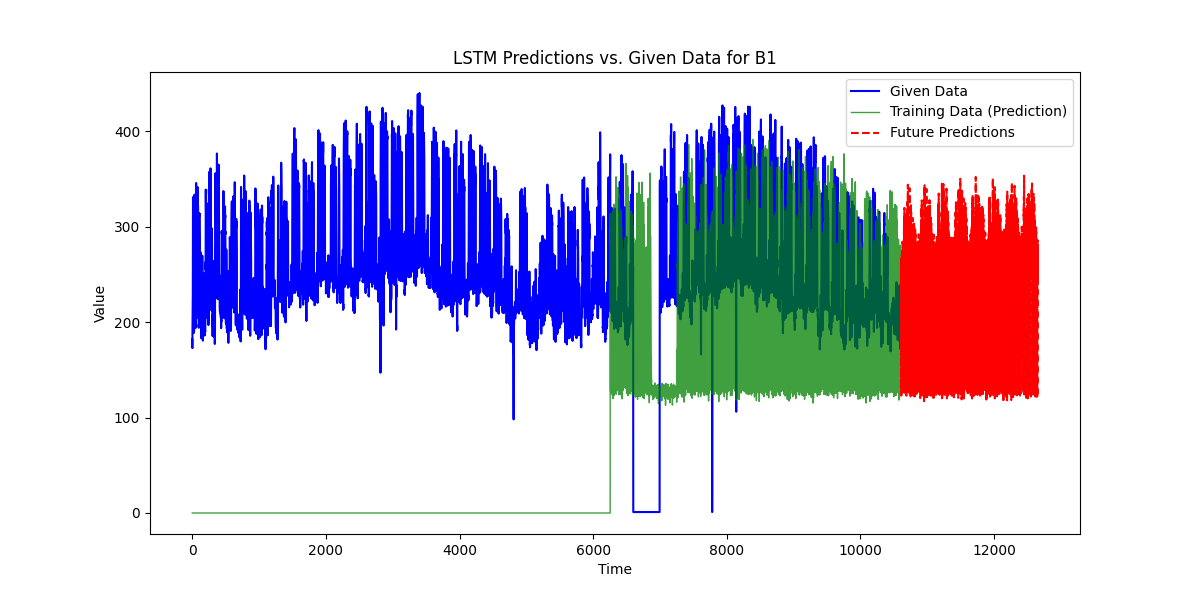 LSTM Predictions vs. Given Data for B1
Given Data
Training Data (Prediction)
Future Predictions
Value
400
300
200
100
0
0 2000 4000 6000 8000 10000 12000
Time